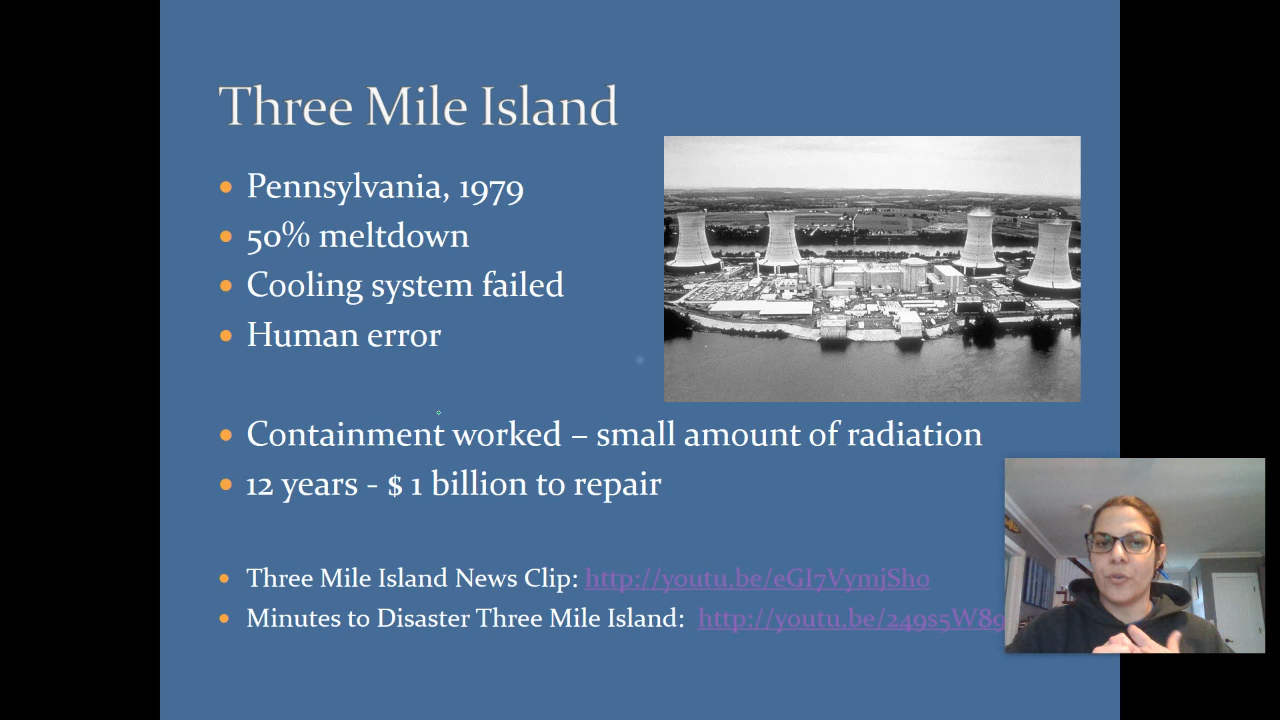 Three Mile Island
Pennsylvania, 1979
50% meltdown
Cooling system failed
Human error
Containment worked – small amount of radiation
12 years - $ 1 billion to repair
Three Mile Island News Clip: http://youtu.be/eGI7VymjSho
Minutes to Disaster Three Mile Island: http://youtu.be/249s5W89